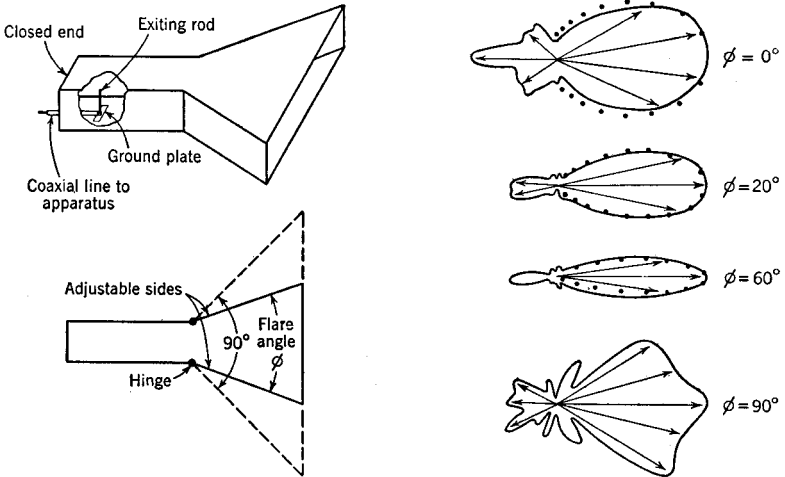 Closed end
Exiting rod
Ground plate
Coaxial line to
apparatus
Adjustable sides
90°
Flare
angle
ϕ
Hinge
ϕ = 0°
ϕ = 20°
ϕ = 60°
ϕ = 90°